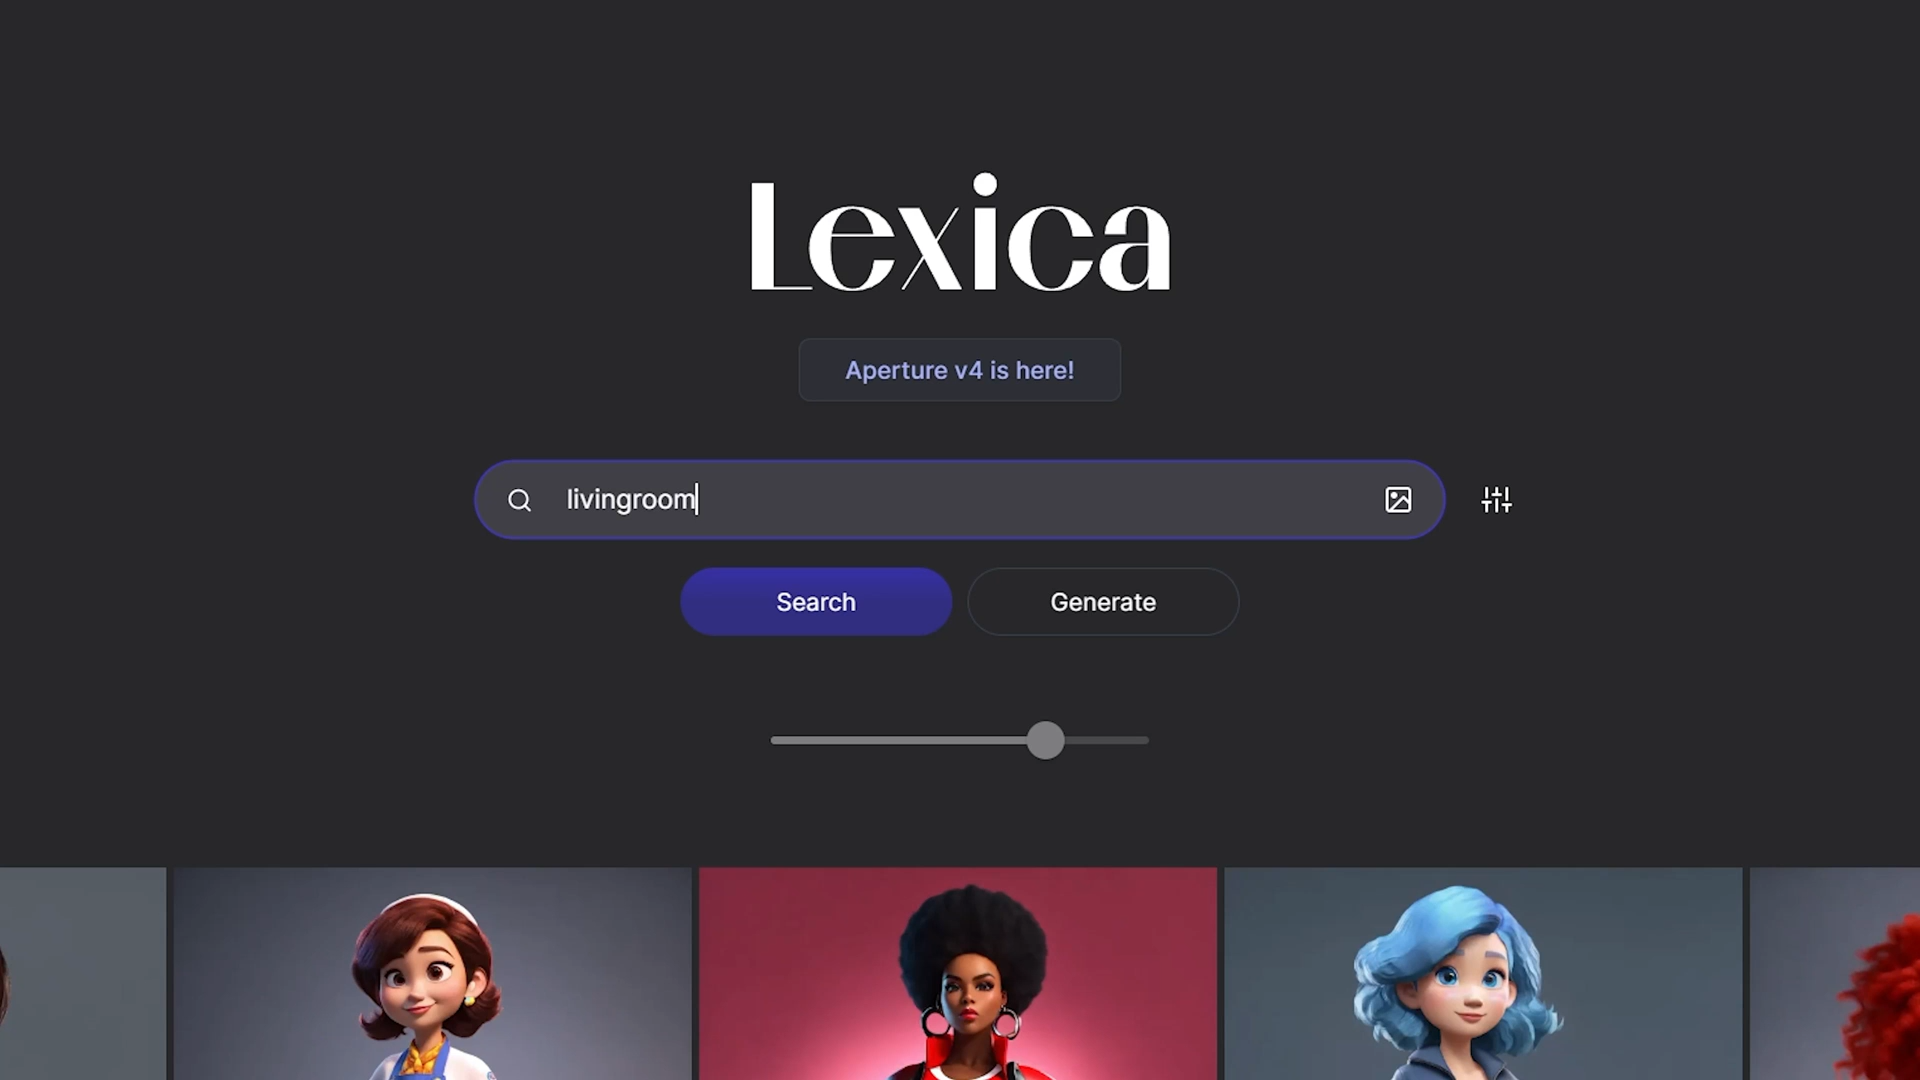 Lexica
Aperture v4 is here!
livingroom
Search
Generate